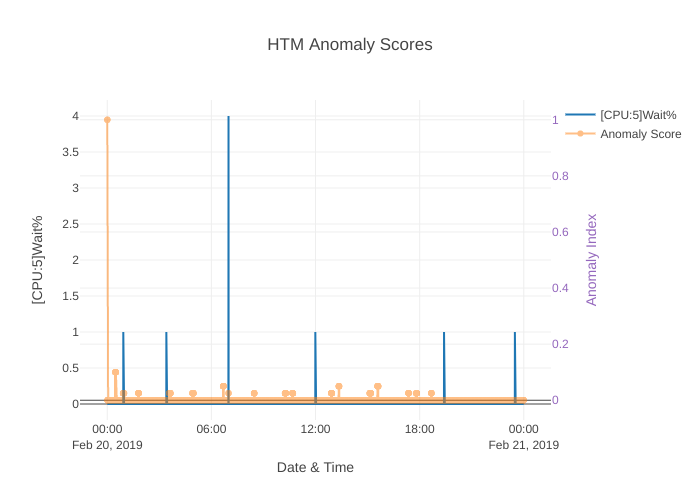 HTM Anomaly Scores
[CPU:5]Wait%
Anomaly Score
4
3.5
3
2.5
2
1.5
1
0.5
0
[CPU:5]Wait%
1
0.8
0.6
0.4
0.2
0
Anomaly Index
00:00 06:00 12:00 18:00 00:00
Feb 20, 2019 Feb 21, 2019
Date & Time